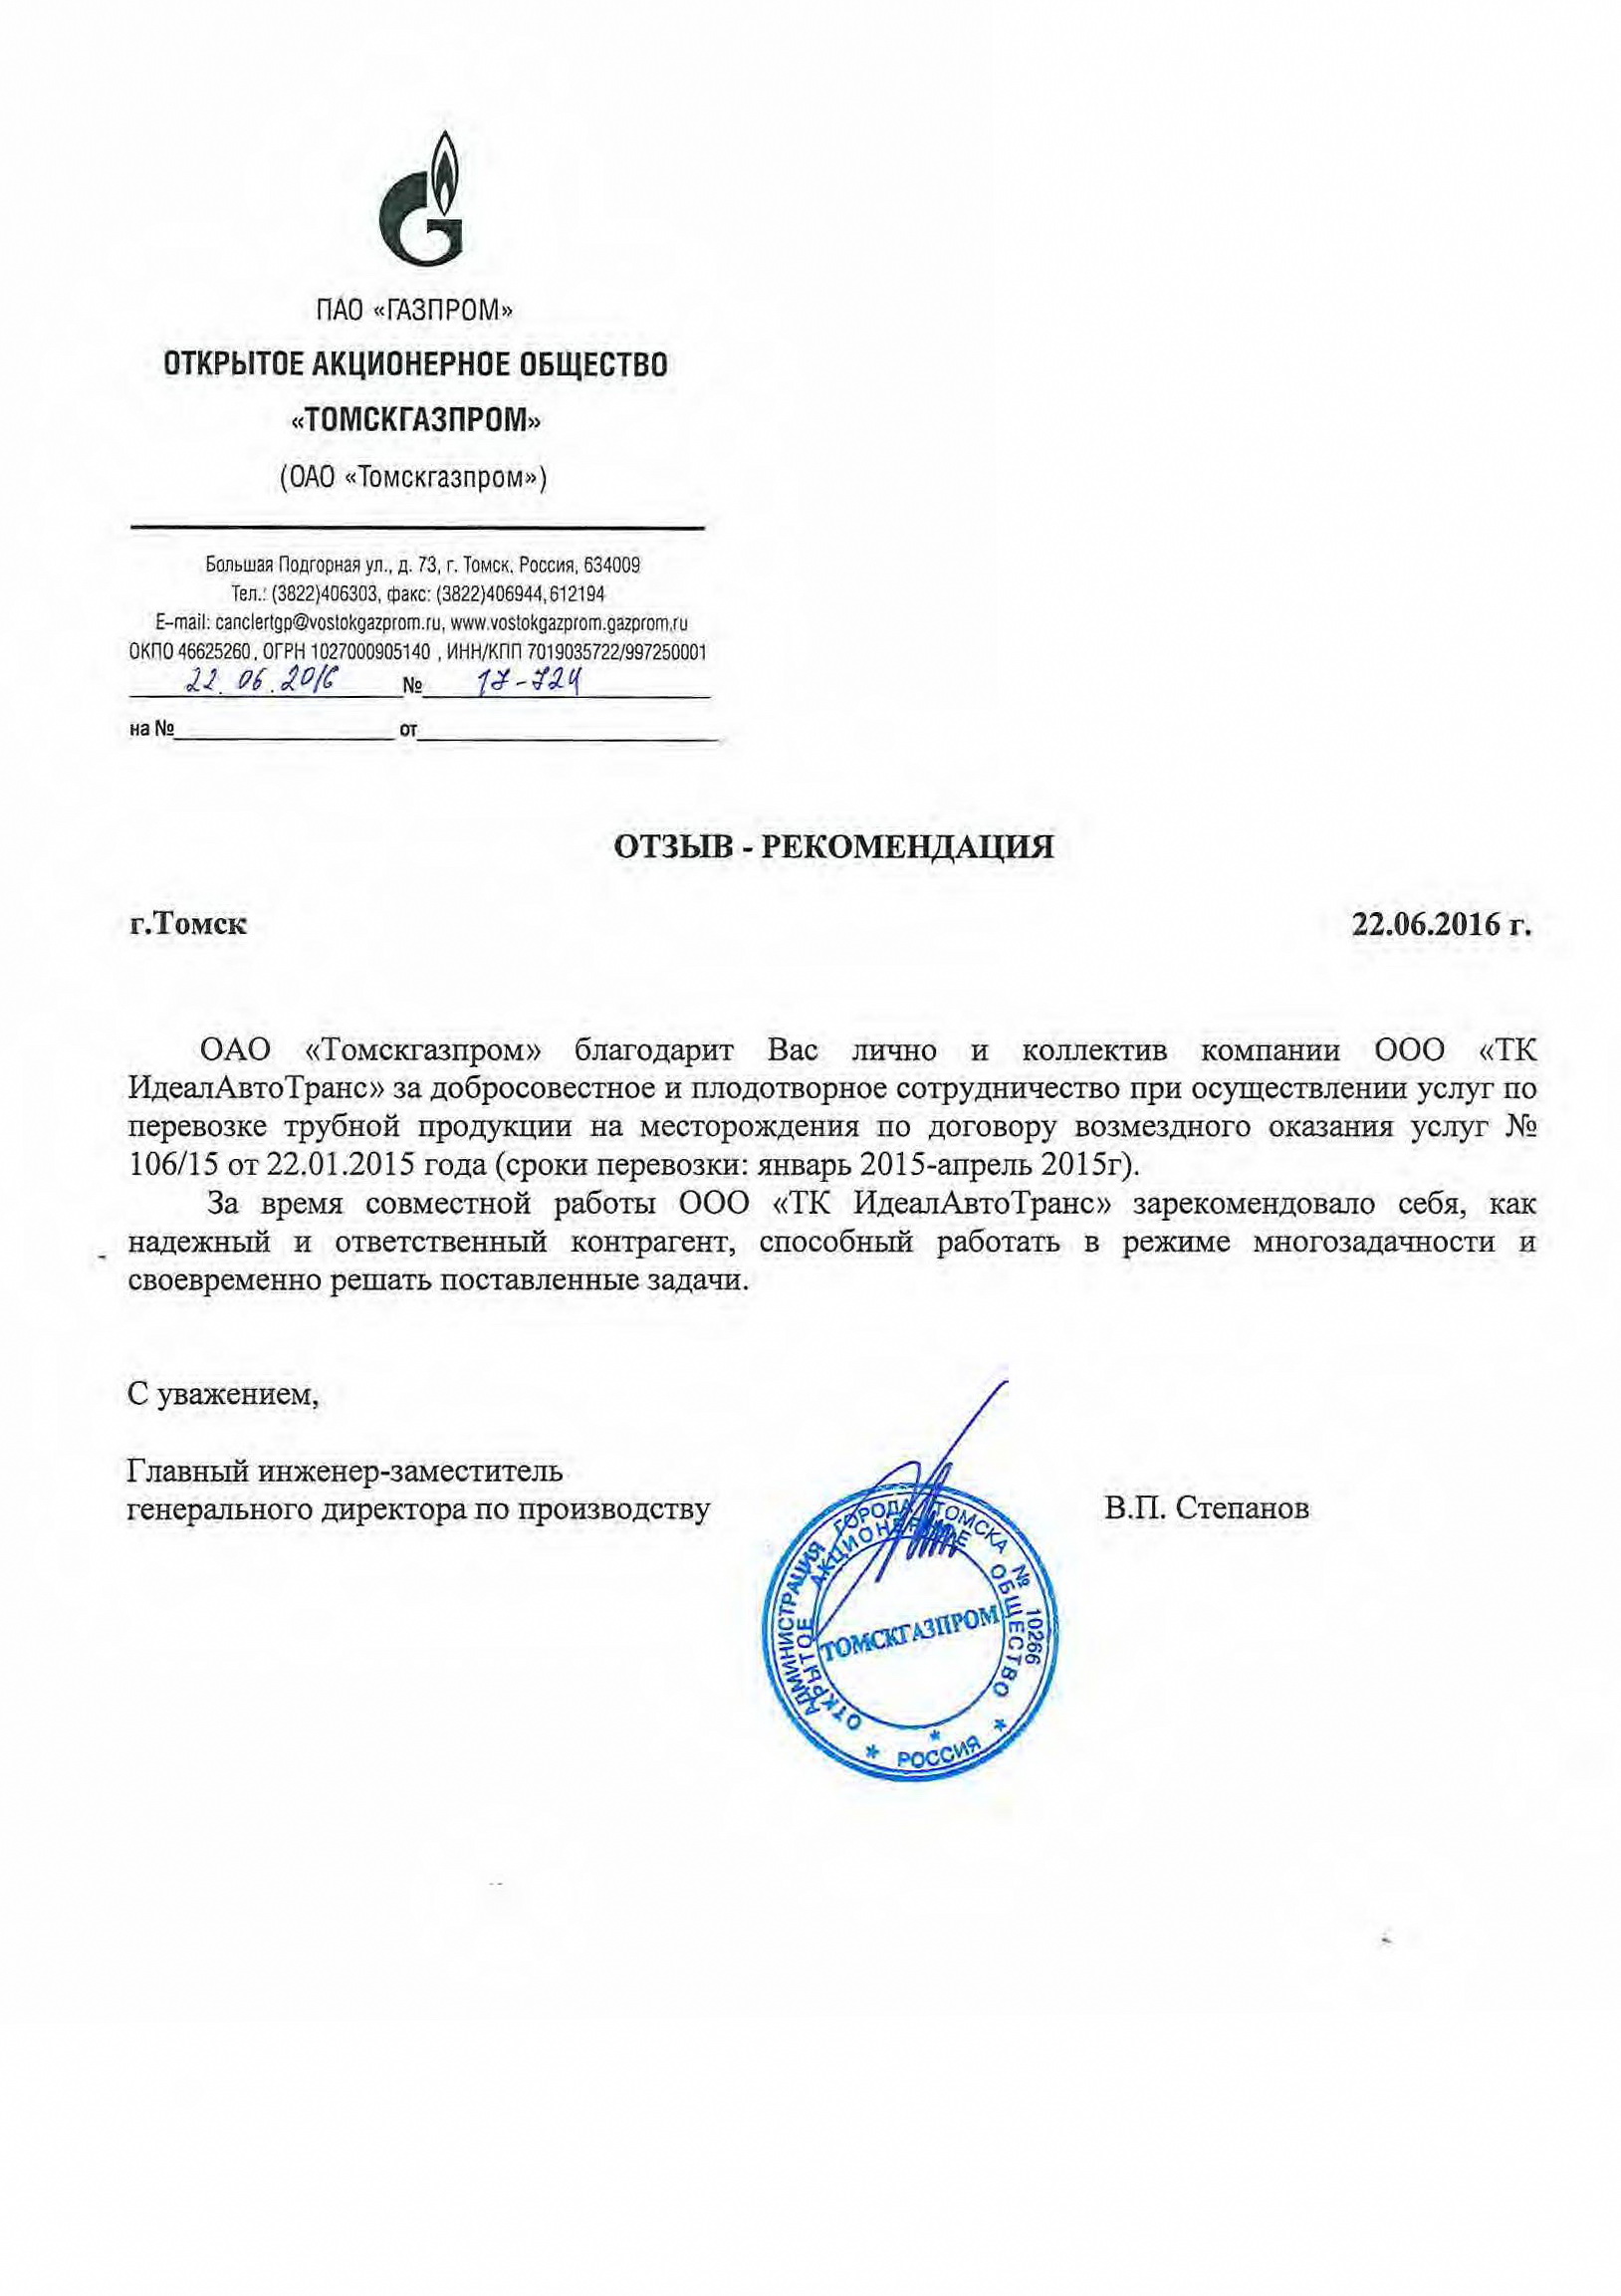 ПАО «ГАЗПРОМ»
ОТКРЫТОЕ АКЦИОНЕРНОЕ ОБЩЕСТВО
«ТОМСКГАЗПРОМ»
(ОАО «Томскгазпром»)
Большая Подгорная ул., д. 73, г. Томск, Россия, 634009
Тел.: (3822)406303, факс: (3822)406944, 612194
E-mail: canclertgp@vostokgazprom.ru, www.vostokgazprom.gazprom.ru
ОКПО 46625260, ОГРН 1027000905140 , ИНН/КПП 7019035722/997250001
22.06.2016 № 17-724
на № от
ОТЗЫВ - РЕКОМЕНДАЦИЯ
г.Томск 22.06.2016 г.
ОАО «Томскгазпром» благодарит Вас лично и коллектив компании ООО «ТК
ИдеалАвтоТранс» за добросовестное и плодотворное сотрудничество при осуществлении услуг по
перевозке трубной продукции на месторождения по договору возмездного оказания услуг №
106/15 от 22.01.2015 года (сроки перевозки: январь 2015-апрель 2015г).
За время совместной работы ООО «ТК ИдеалАвтоТранс» зарекомендовало себя, как
надежный и ответственный контрагент, способный работать в режиме многозадачности и
своевременно решать поставленные задачи.
С уважением,
Главный инженер-заместитель
генерального директора по производству В.П. Степанов
АДМИНИСТРАЦИЯ ГОРОДА ТОМСКА № 10266
ОТКРЫТОЕ АКЦИОНЕРНОЕ ОБЩЕСТВО
ТОМСКГАЗПРОМ
* РОССИЯ *